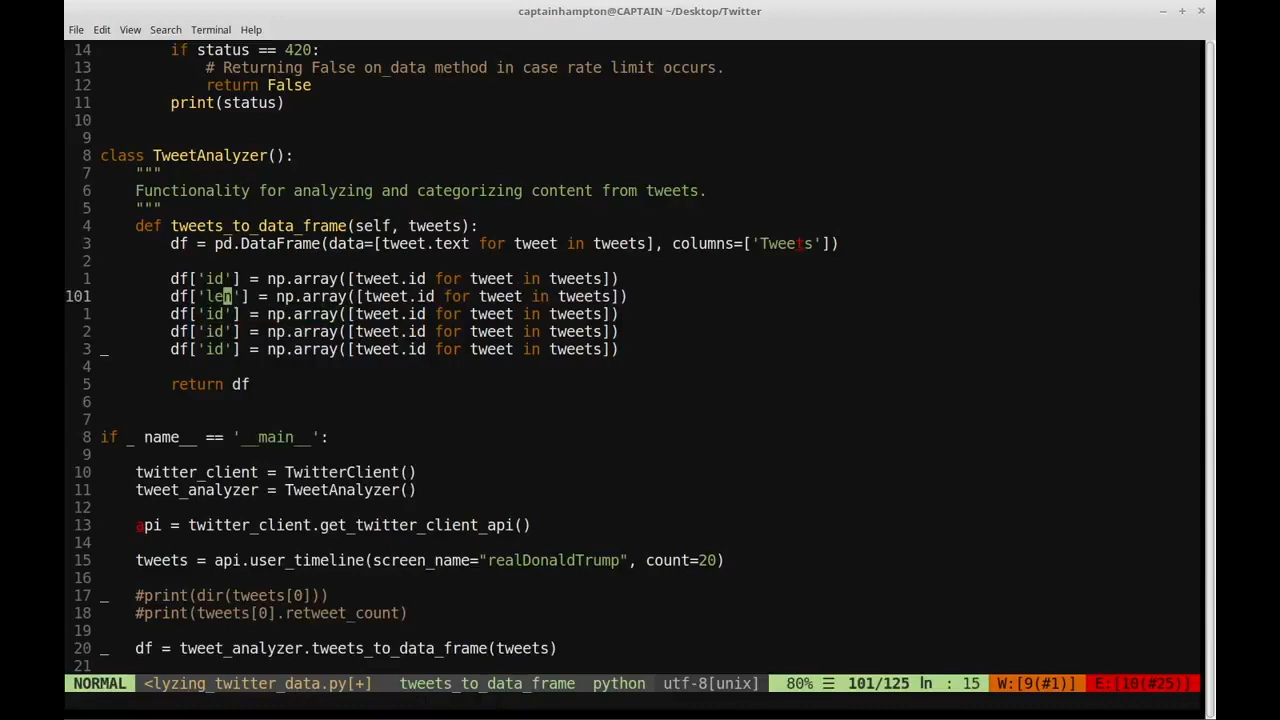 captainhampton@CAPTAIN ~/Desktop/Twitter
File Edit View Search Terminal Help
14 if status == 420:
13 # Returning False on_data method in case rate limit occurs.
12 return False
11 print(status)
10
9
8 class TweetAnalyzer():
7 """
6 Functionality for analyzing and categorizing content from tweets.
5 """
4 def tweets_to_data_frame(self, tweets):
3 df = pd.DataFrame(data=[tweet.text for tweet in tweets], columns=['Tweets'])
2
1 df['id'] = np.array([tweet.id for tweet in tweets])
101 df['len'] = np.array([tweet.id for tweet in tweets])
1 df['id'] = np.array([tweet.id for tweet in tweets])
2 df['id'] = np.array([tweet.id for tweet in tweets])
3 _ df['id'] = np.array([tweet.id for tweet in tweets])
4
5 return df
6
7
8 if _ name__ == '__main__':
9
10 twitter_client = TwitterClient()
11 tweet_analyzer = TweetAnalyzer()
12
13 api = twitter_client.get_twitter_client_api()
14
15 tweets = api.user_timeline(screen_name="realDonaldTrump", count=20)
16
17 _ #print(dir(tweets[0]))
18 #print(tweets[0].retweet_count)
19
20 _ df = tweet_analyzer.tweets_to_data_frame(tweets)
21
NORMAL <lyzing_twitter_data.py[+] tweets_to_data_frame python utf-8[unix] 80% ☰ 101/125 ln : 15 W:[9(#1)] E:[10(#25)]